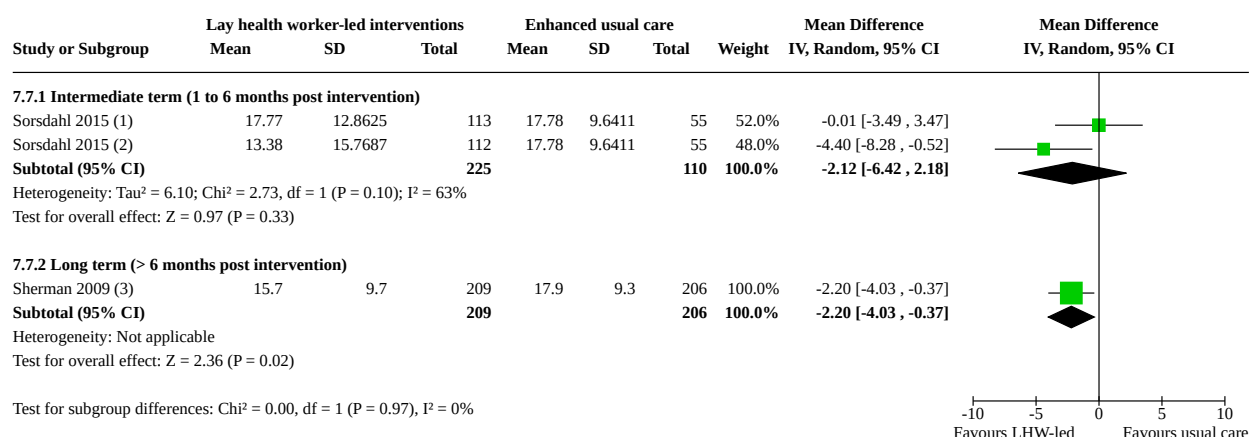 Lay health worker-led interventions Enhanced usual care Mean Difference Mean Difference
Study or Subgroup Mean SD Total Mean SD Total Weight IV, Random, 95% CI IV, Random, 95% CI
7.7.1 Intermediate term (1 to 6 months post intervention)
Sorsdahl 2015 (1) 17.77 12.8625 113 17.78 9.6411 55 52.0% -0.01 [-3.49 , 3.47]
Sorsdahl 2015 (2) 13.38 15.7687 112 17.78 9.6411 55 48.0% -4.40 [-8.28 , -0.52]
Subtotal (95% CI) 225 110 100.0% -2.12 [-6.42 , 2.18]
Heterogeneity: Tau² = 6.10; Chi² = 2.73, df = 1 (P = 0.10); I² = 63%
Test for overall effect: Z = 0.97 (P = 0.33)
7.7.2 Long term (> 6 months post intervention)
Sherman 2009 (3) 15.7 9.7 209 17.9 9.3 206 100.0% -2.20 [-4.03 , -0.37]
Subtotal (95% CI) 209 206 100.0% -2.20 [-4.03 , -0.37]
Heterogeneity: Not applicable
Test for overall effect: Z = 2.36 (P = 0.02)
Test for subgroup differences: Chi² = 0.00, df = 1 (P = 0.97), I² = 0%
-10 -5 0 5 10
Favours LHW-led Favours usual care